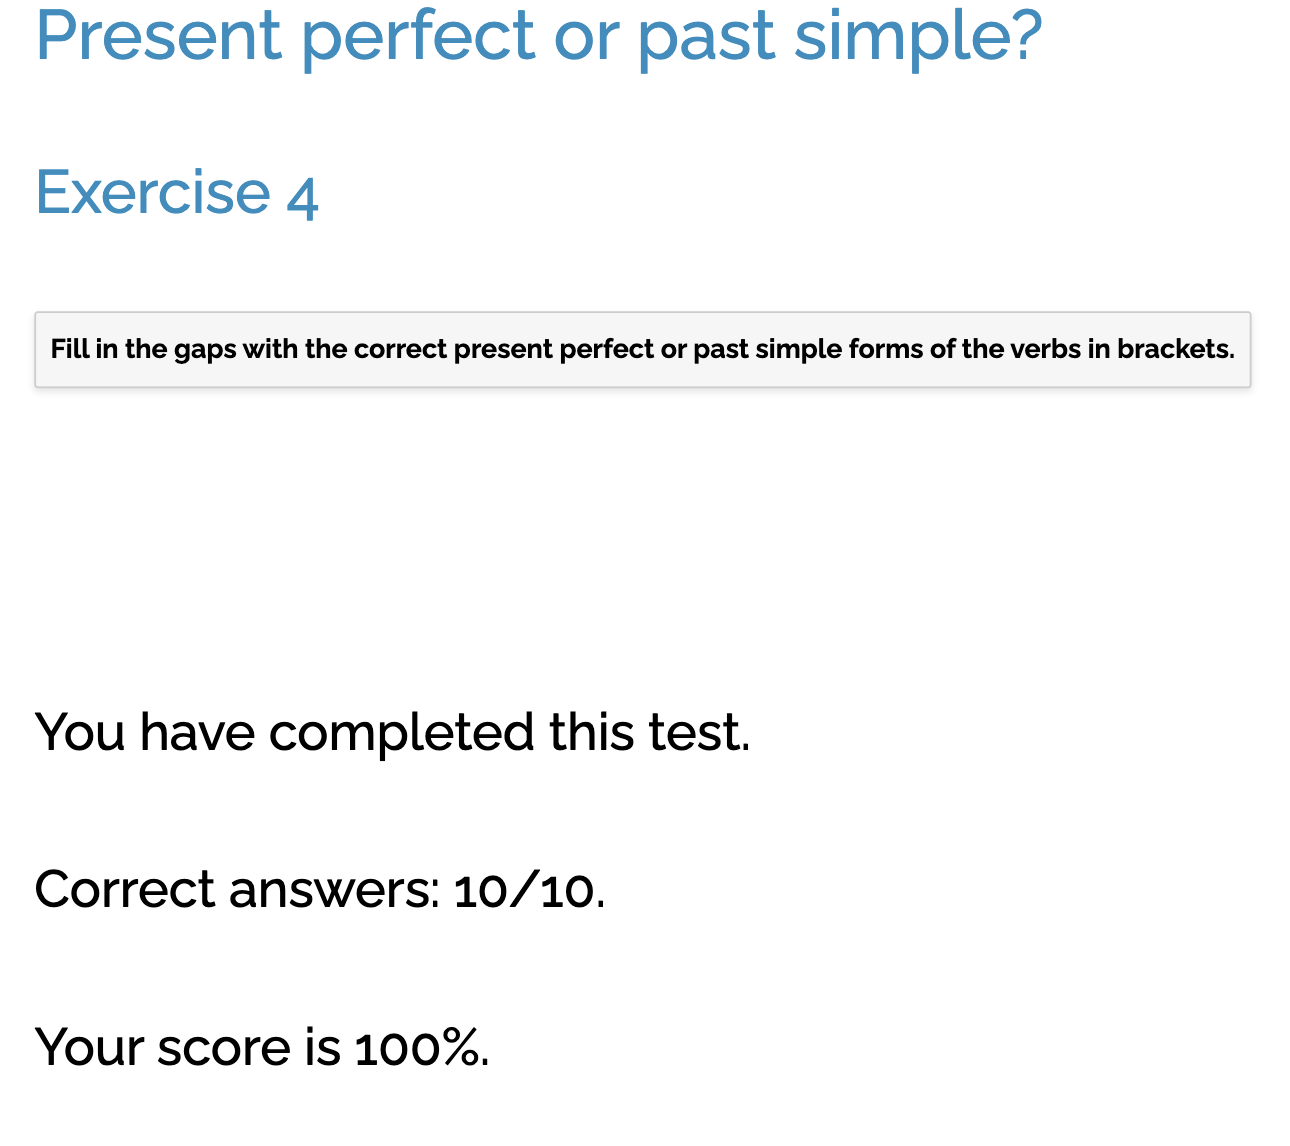 Present perfect or past simple?
Exercise 4
Fill in the gaps with the correct present perfect or past simple forms of the verbs in brackets.
You have completed this test.
Correct answers: 10/10.
Your score is 100%.